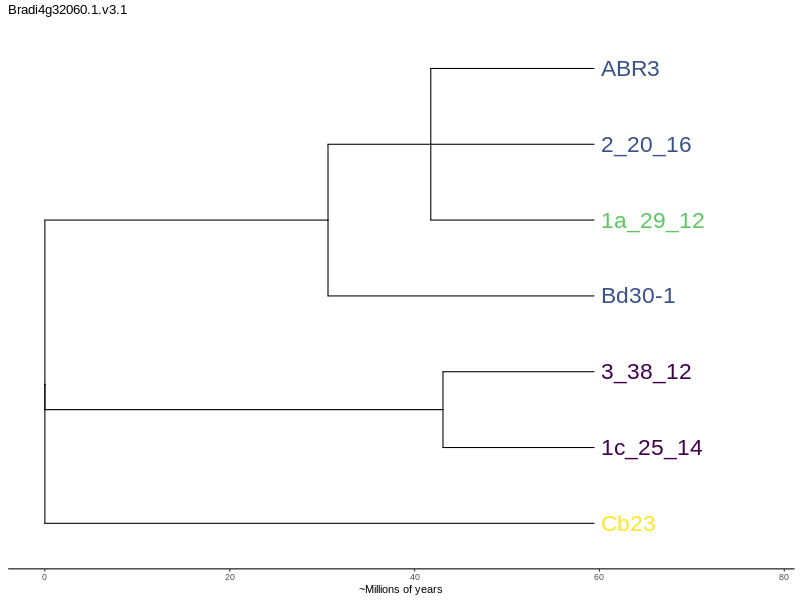 Bradi4g32060.1.v3.1
ABR3
2_20_16
1a_29_12
Bd30-1
3_38_12
1c_25_14
Cb23
0 20 40 60 80
~Millions of years